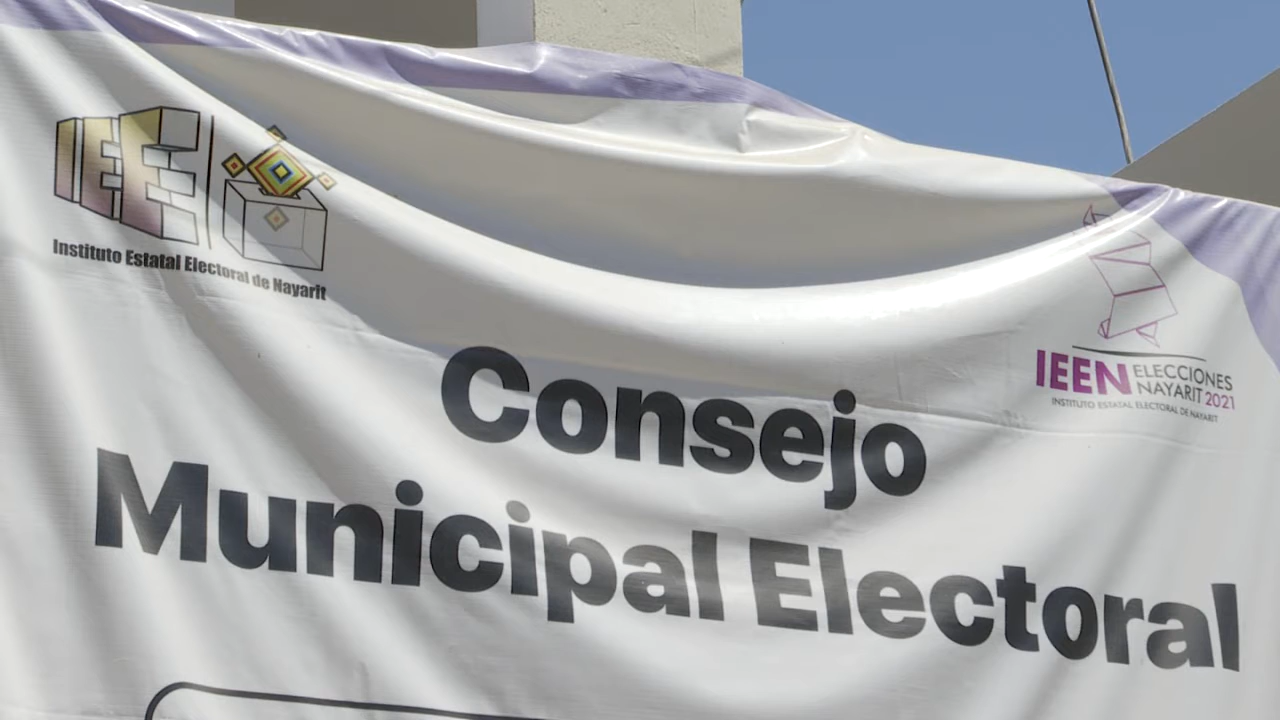 IEE
Instituto Estatal Electoral de Nayarit
IEEN ELECCIONES
NAYARIT 2021
INSTITUTO ESTATAL ELECTORAL DE NAYARIT
Consejo
Municipal Electoral